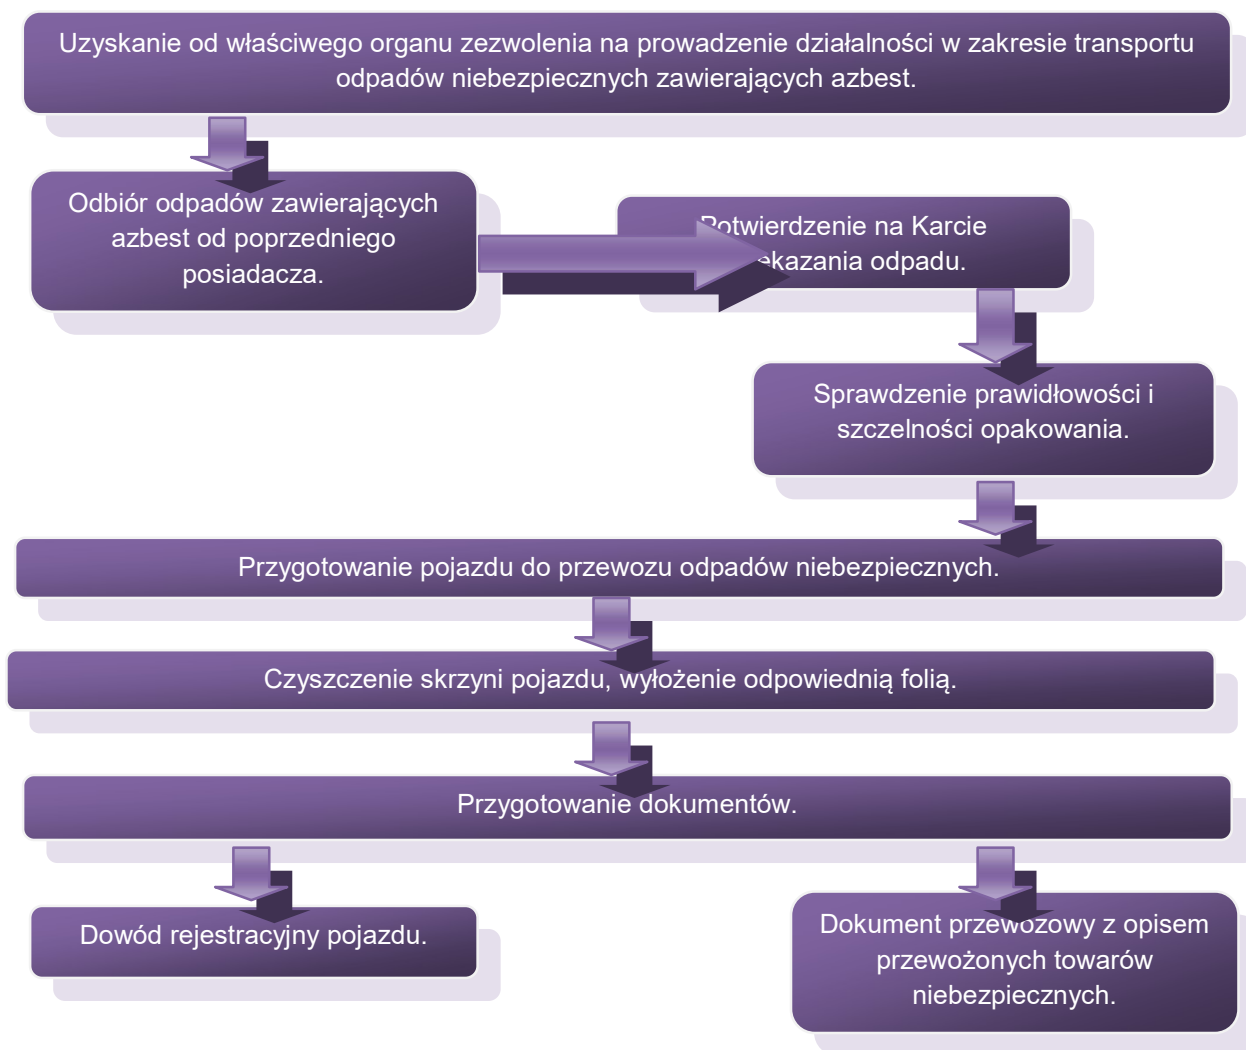 Uzyskanie od właściwego organu zezwolenia na prowadzenie działalności w zakresie transportu
odpadów niebezpiecznych zawierających azbest.
Odbiór odpadów zawierających
azbest od poprzedniego
posiadacza.
Potwierdzenie na Karcie
odpadu.
Sprawdzenie prawidłowości i
szczelności opakowania.
Przygotowanie pojazdu do przewozu odpadów niebezpiecznych.
Czyszczenie skrzyni pojazdu, wyłożenie odpowiednią folią.
Przygotowanie dokumentów.
Dowód rejestracyjny pojazdu.
Dokument przewozowy z opisem
przewożonych towarów
niebezpiecznych.